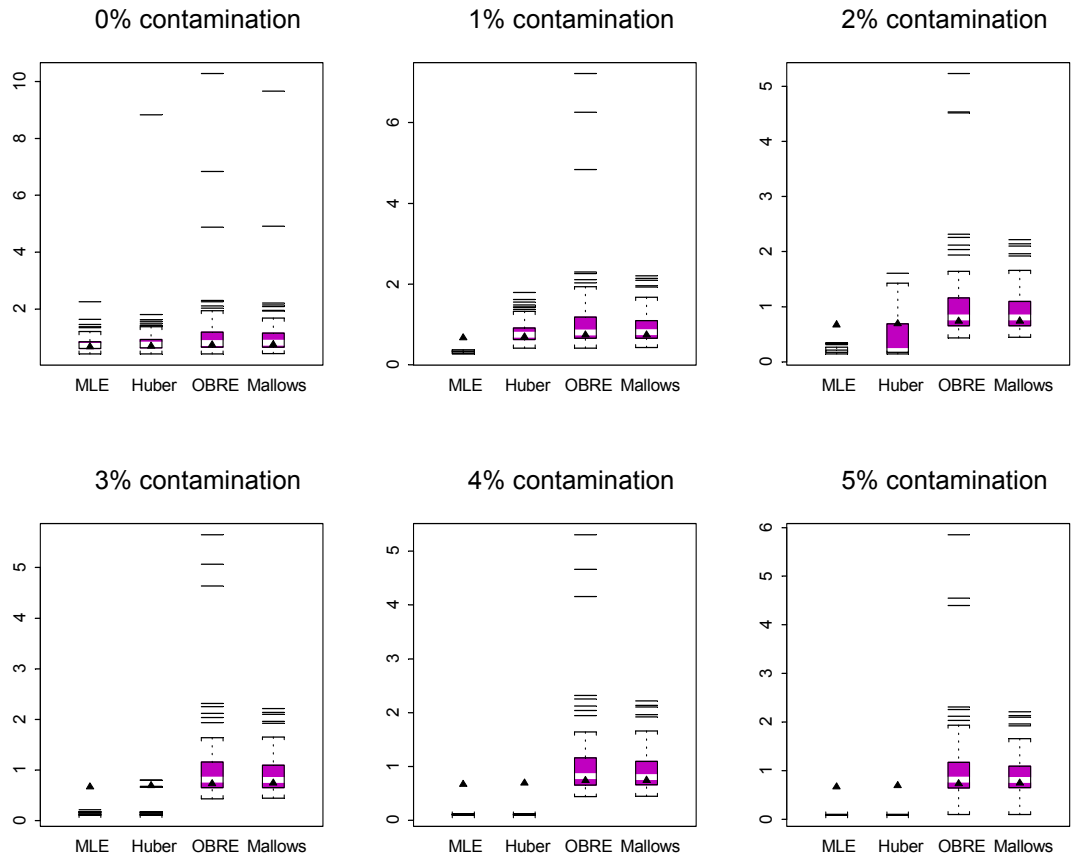 0% contamination
1% contamination
2% contamination
10
8
6
4
2
MLE Huber OBRE Mallows
6
4
2
0
MLE Huber OBRE Mallows
5
4
3
2
1
0
MLE Huber OBRE Mallows
3% contamination
4% contamination
5% contamination
5
4
3
2
1
0
MLE Huber OBRE Mallows
5
4
3
2
1
0
MLE Huber OBRE Mallows
6
5
4
3
2
1
0
MLE Huber OBRE Mallows